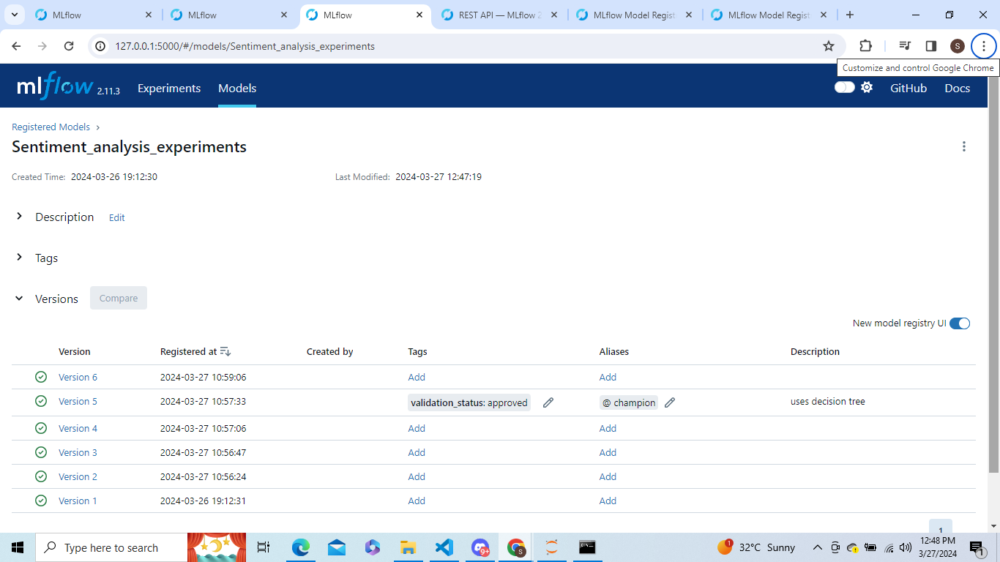 MLflow
MLflow
MLflow
REST API — MLflow 2
MLflow Model Regist
MLflow Model Regist
127.0.0.1:5000/#/models/Sentiment_analysis_experiments
S
Customize and control Google Chrome
mlflow 2.11.3
Experiments
Models
GitHub
Docs
Registered Models
Sentiment_analysis_experiments
Created Time: 2024-03-26 19:12:30
Last Modified: 2024-03-27 12:47:19
Description Edit
Tags
Versions Compare
New model registry UI
Version Registered at Created by Tags Aliases Description
Version 6 2024-03-27 10:59:06 Add Add
Version 5 2024-03-27 10:57:33 validation_status: approved @ champion uses decision tree
Version 4 2024-03-27 10:57:06 Add Add
Version 3 2024-03-27 10:56:47 Add Add
Version 2 2024-03-27 10:56:24 Add Add
Version 1 2024-03-26 19:12:31 Add Add
1
Type here to search
9+
S
1
32°C Sunny
12:48 PM
3/27/2024
1